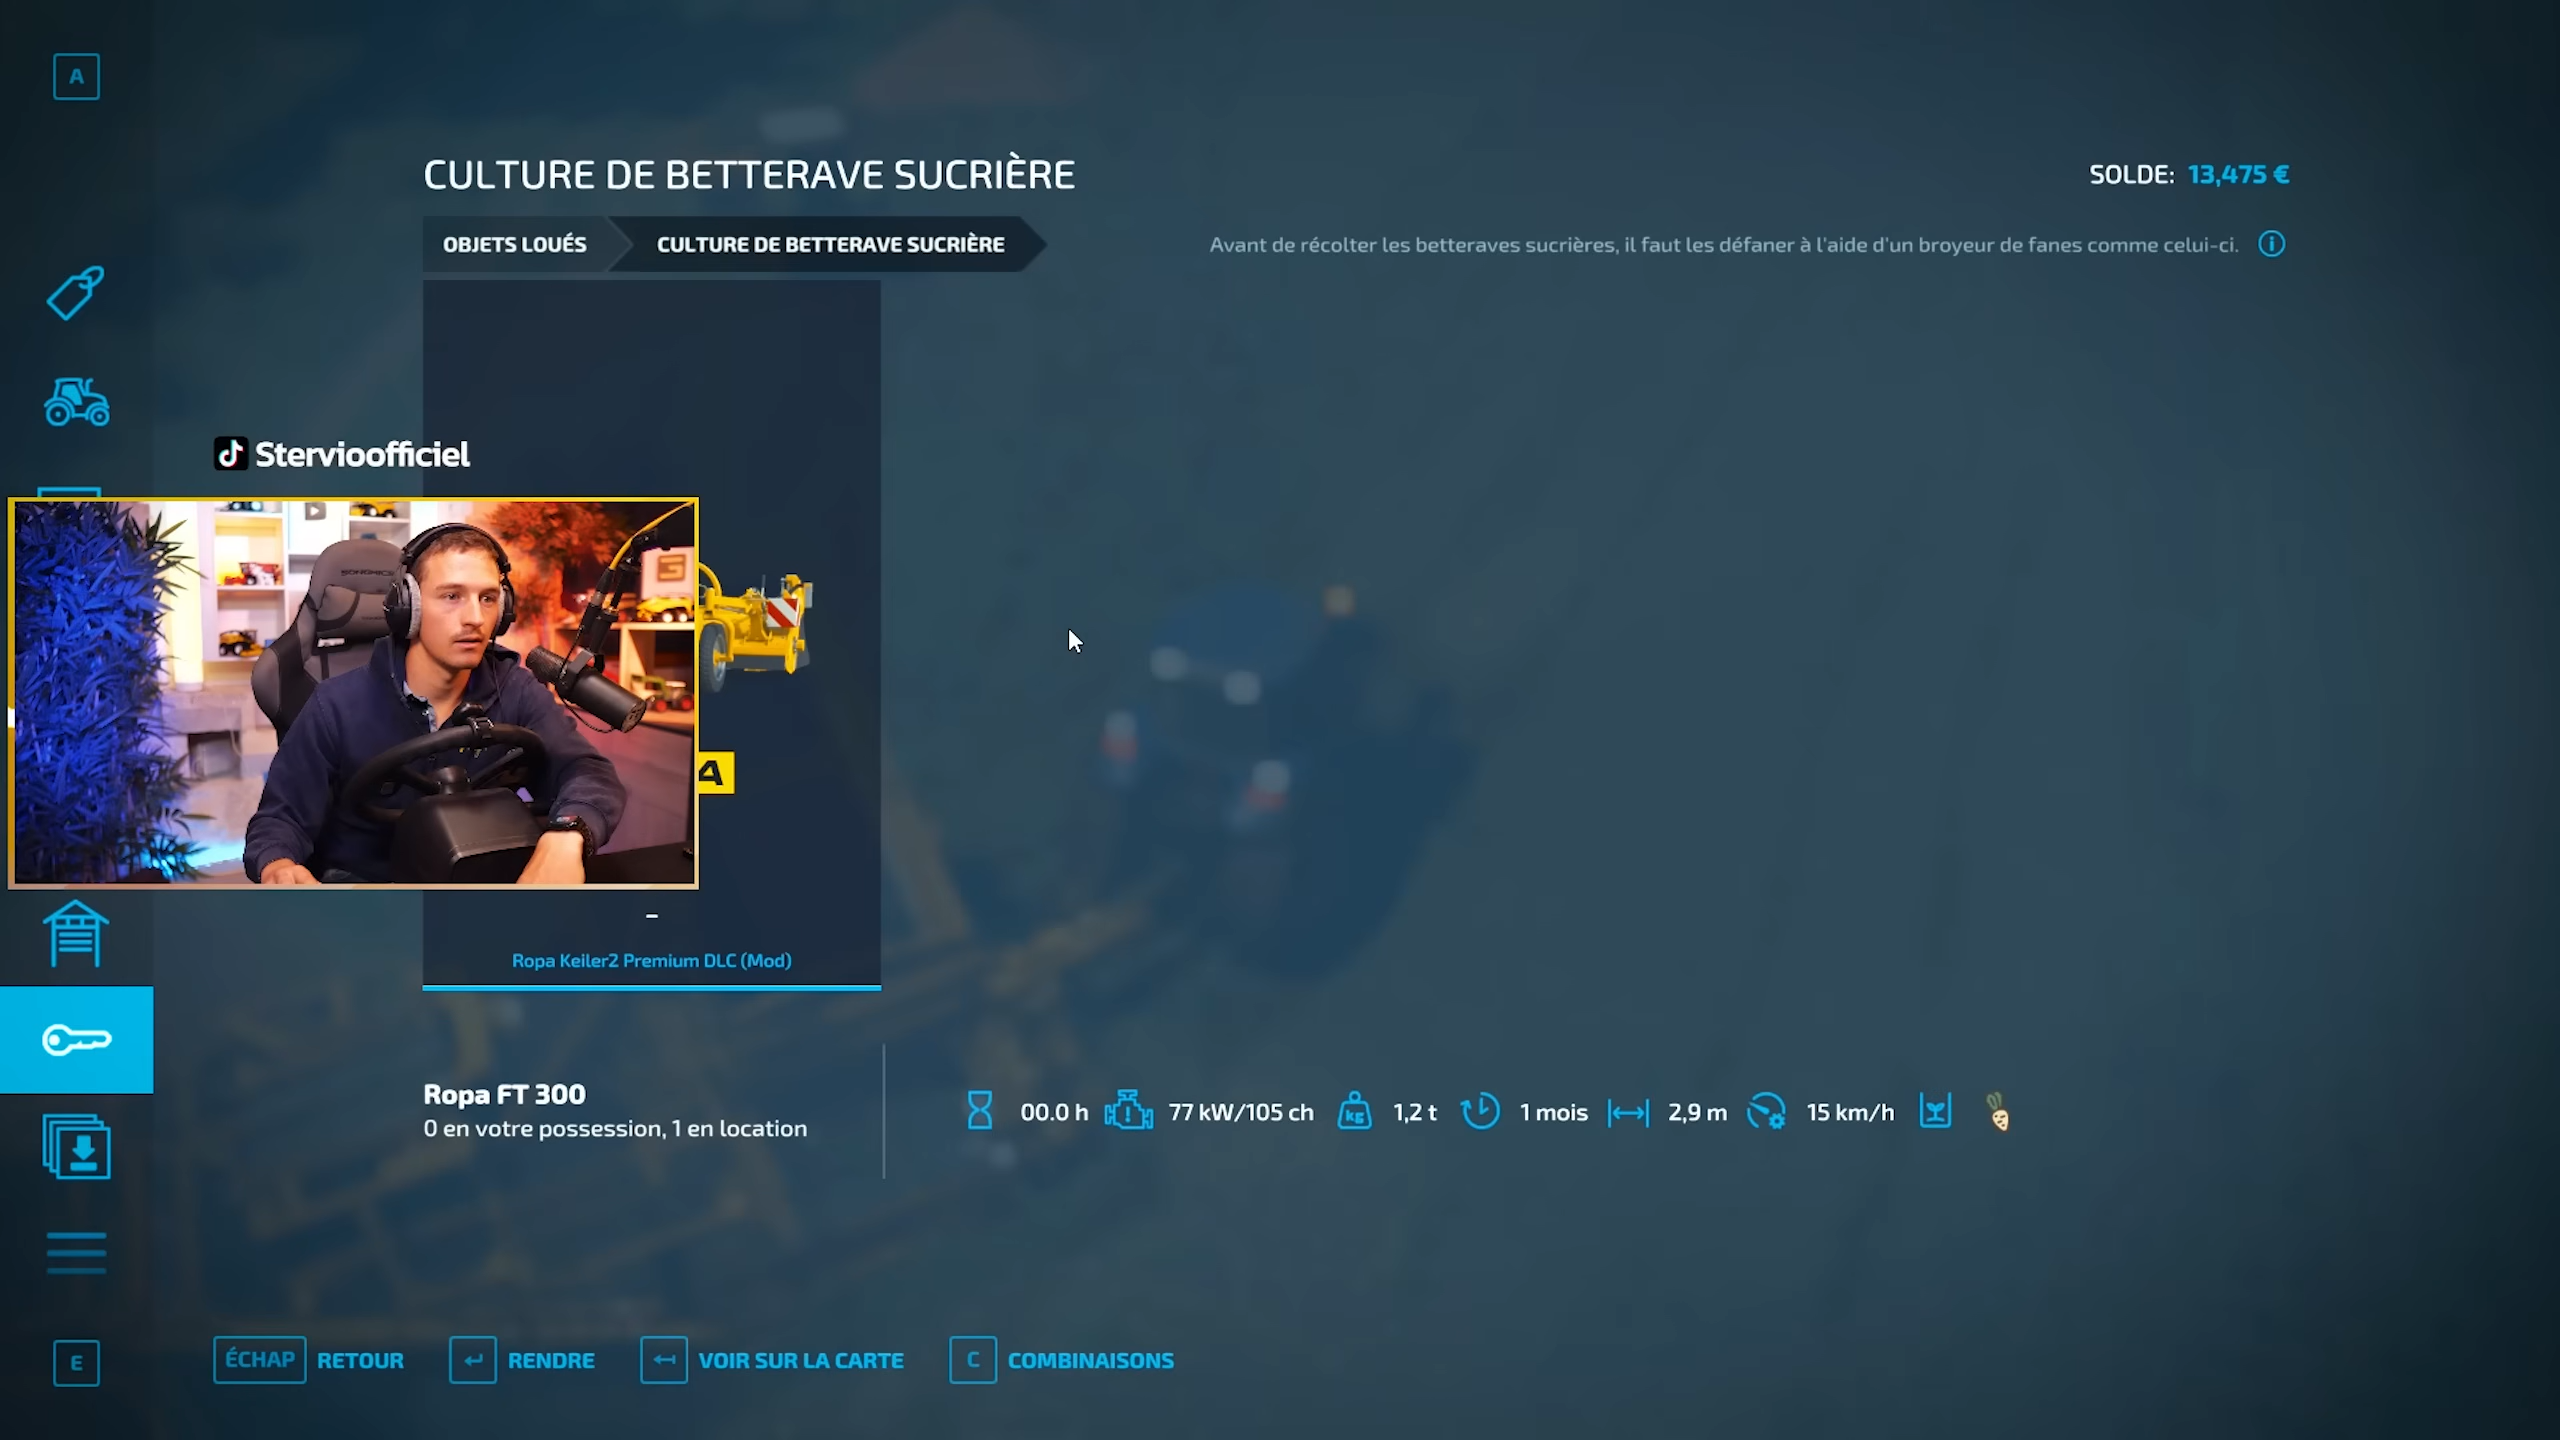 A
CULTURE DE BETTERAVE SUCRIÈRE
SOLDE: 13,475 €
OBJETS LOUÉS
CULTURE DE BETTERAVE SUCRIÈRE
Avant de récolter les betteraves sucrières, il faut les défaner à l'aide d'un broyeur de fanes comme celui-ci.
Stervioofficiel
SONGMICS
A
-
Ropa Keiler2 Premium DLC (Mod)
Ropa FT 300
0 en votre possession, 1 en location
00.0 h
77 kW/105 ch
kg
1,2 t
1 mois
2,9 m
15 km/h
E
ÉCHAP RETOUR
RENDRE
VOIR SUR LA CARTE
C COMBINAISONS